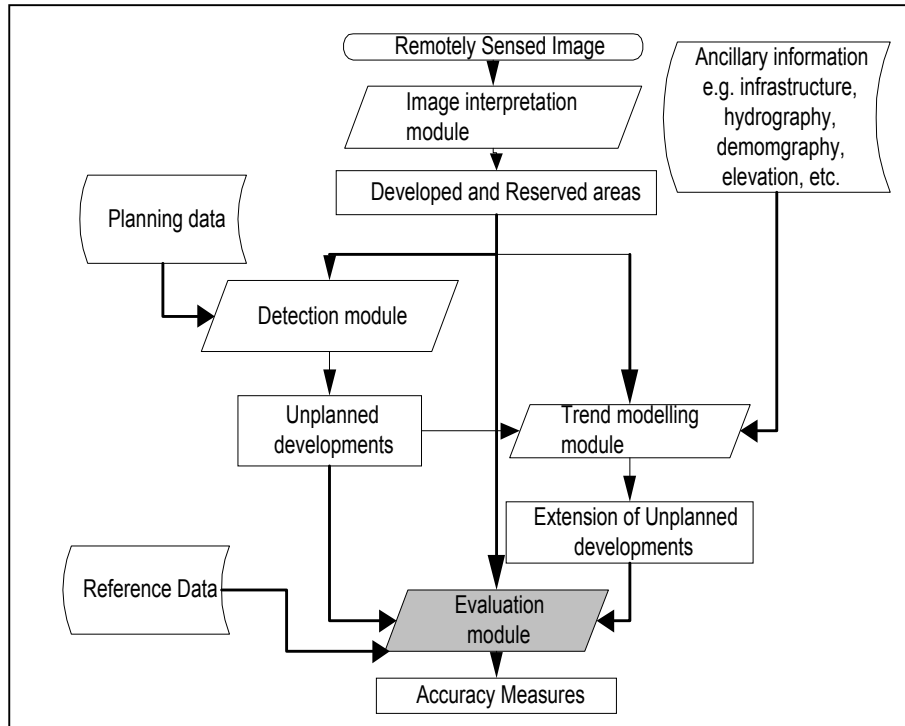 Remotely Sensed Image
Ancillary information
e.g. infrastructure,
hydrography,
demomgraphy,
elevation, etc.
Image interpretation
module
Developed and Reserved areas
Planning data
Detection module
Unplanned
developments
Trend modelling
module
Extension of Unplanned
developments
Reference Data
Evaluation
module
Accuracy Measures